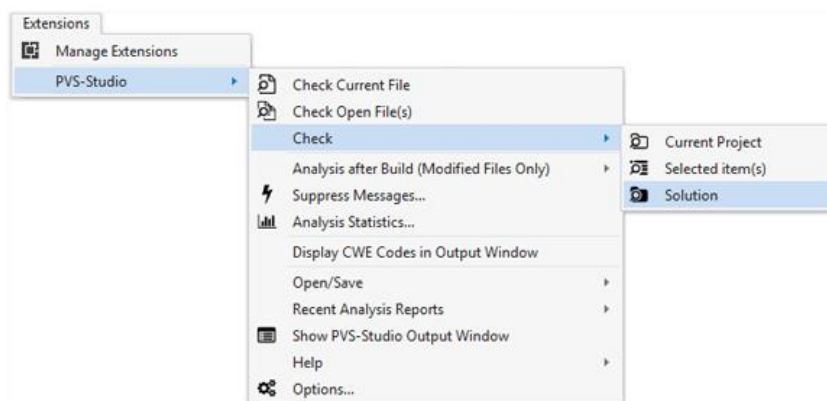 Extensions
Manage Extensions
PVS-Studio
Check Current File
Check Open File(s)
Check
Analysis after Build (Modified Files Only)
Suppress Messages...
Analysis Statistics...
Display CWE Codes in Output Window
Open/Save
Recent Analysis Reports
Show PVS-Studio Output Window
Help
Options...
Current Project
Selected item(s)
Solution